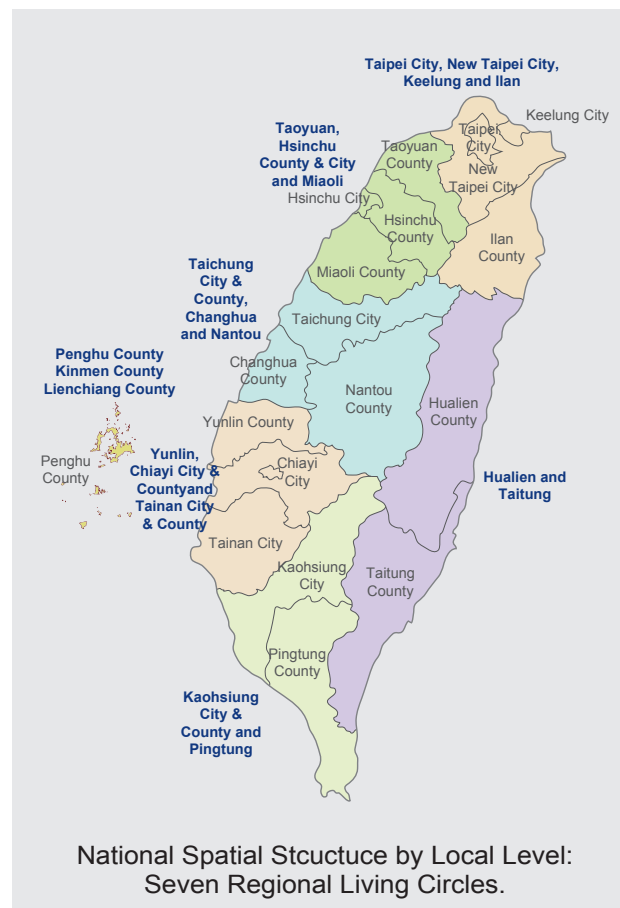 Taipei City, New Taipei City,
Keelung and Ilan
Keelung City
Taipei
City
New
Taipei City
Taoyuan,
Hsinchu
County & City
and Miaoli
Taoyuan
County
Hsinchu City
Hsinchu
County
Ilan
County
Miaoli County
Taichung
City &
County,
Changhua
and Nantou
Taichung City
Changhua
County
Nantou
County
Hualien
County
Penghu County
Kinmen County
Lienchiang County
Penghu
County
Yunlin County
Yunlin,
Chiayi City &
Countyand
Tainan City
& County
Chiayi
City
Hualien and
Taitung
Tainan City
Kaohsiung
City
Taitung
County
Pingtung
County
Kaohsiung
City &
County and
Pingtung
National Spatial Stcuctuce by Local Level:
Seven Regional Living Circles.